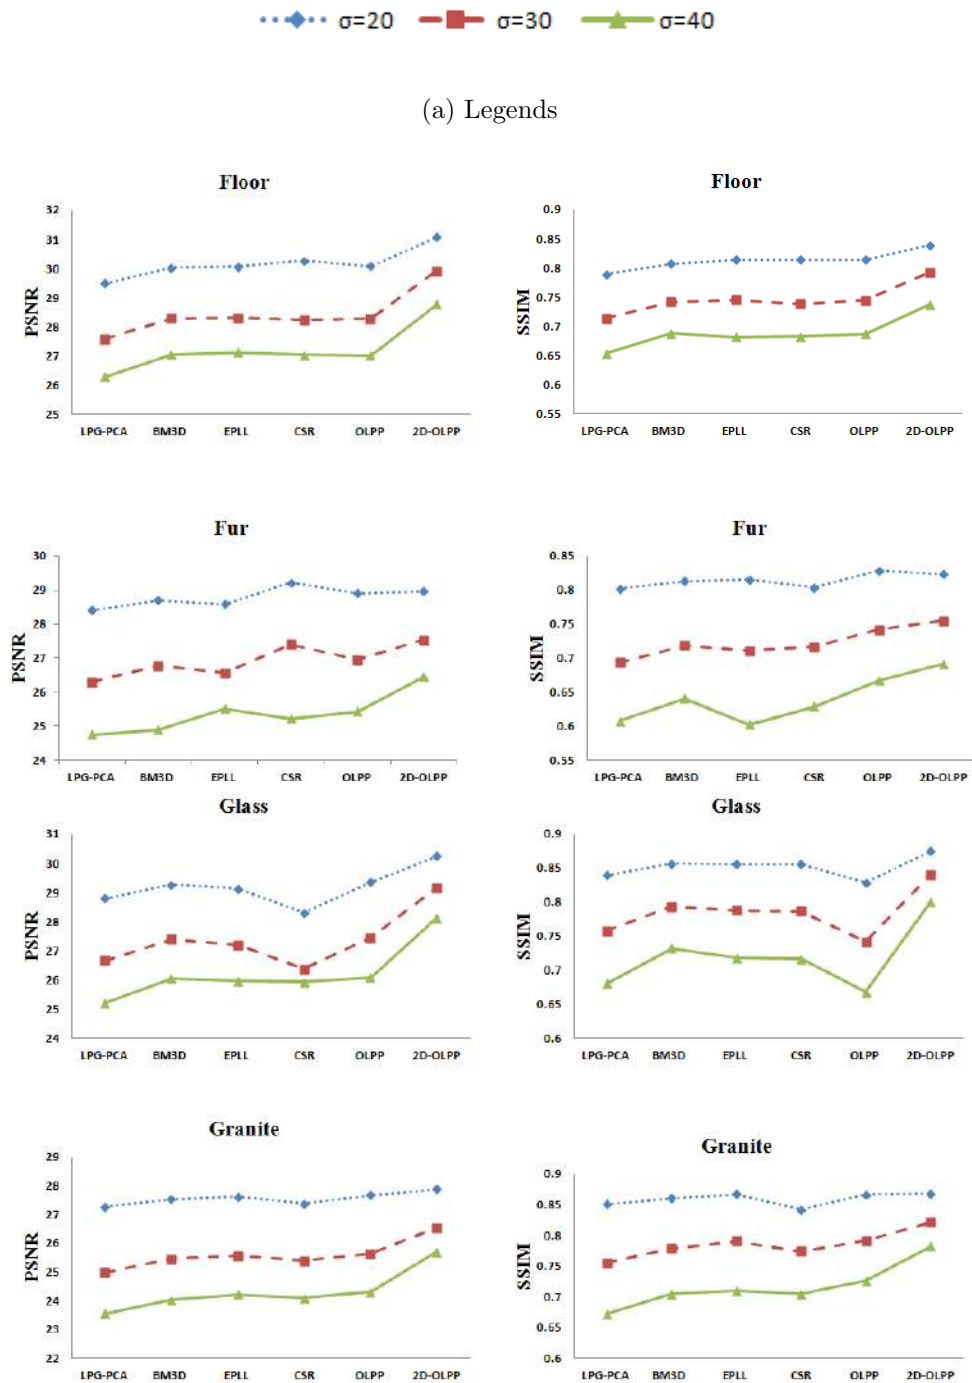 σ=20 σ=30 σ=40
(a) Legends
Floor
PSNR
32
31
30
29
28
27
26
25
LPG-PCA BM3D EPLL CSR OLPP 2D-OLPP
Floor
SSIM
0.9
0.85
0.8
0.75
0.7
0.65
0.6
0.55
LPG-PCA BM3D EPLL CSR OLPP 2D-OLPP
Fur
PSNR
30
29
28
27
26
25
24
LPG-PCA BM3D EPLL CSR OLPP 2D-OLPP
Fur
SSIM
0.85
0.8
0.75
0.7
0.65
0.6
0.55
LPG-PCA BM3D EPLL CSR OLPP 2D-OLPP
Glass
PSNR
31
30
29
28
27
26
25
24
LPG-PCA BM3D EPLL CSR OLPP 2D-OLPP
Glass
SSIM
0.9
0.85
0.8
0.75
0.7
0.65
0.6
LPG-PCA BM3D EPLL CSR OLPP 2D-OLPP
Granite
PSNR
29
28
27
26
25
24
23
22
LPG-PCA BM3D EPLL CSR OLPP 2D-OLPP
Granite
SSIM
0.9
0.85
0.8
0.75
0.7
0.65
0.6
LPG-PCA BM3D EPLL CSR OLPP 2D-OLPP